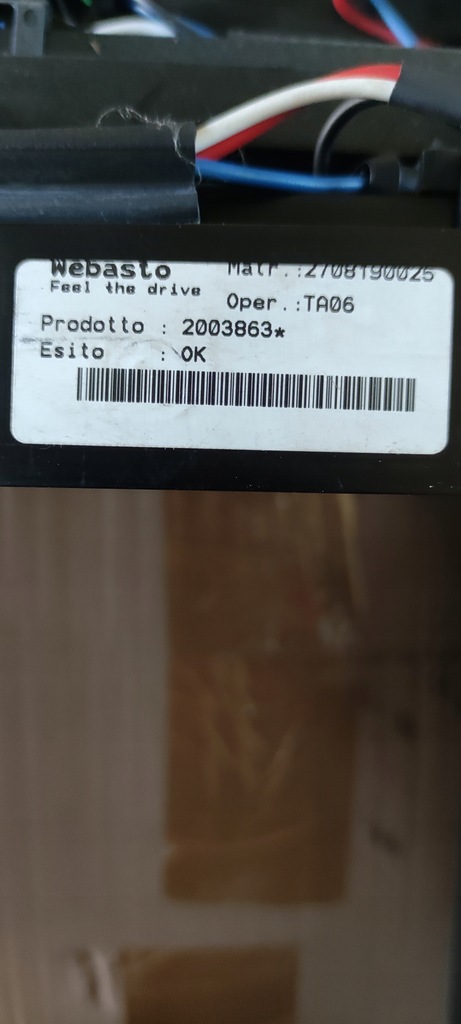 Webasto Matr.:2708190025
Feel the drive
Oper.:TA06
Prodotto : 2003863*
Esito : OK